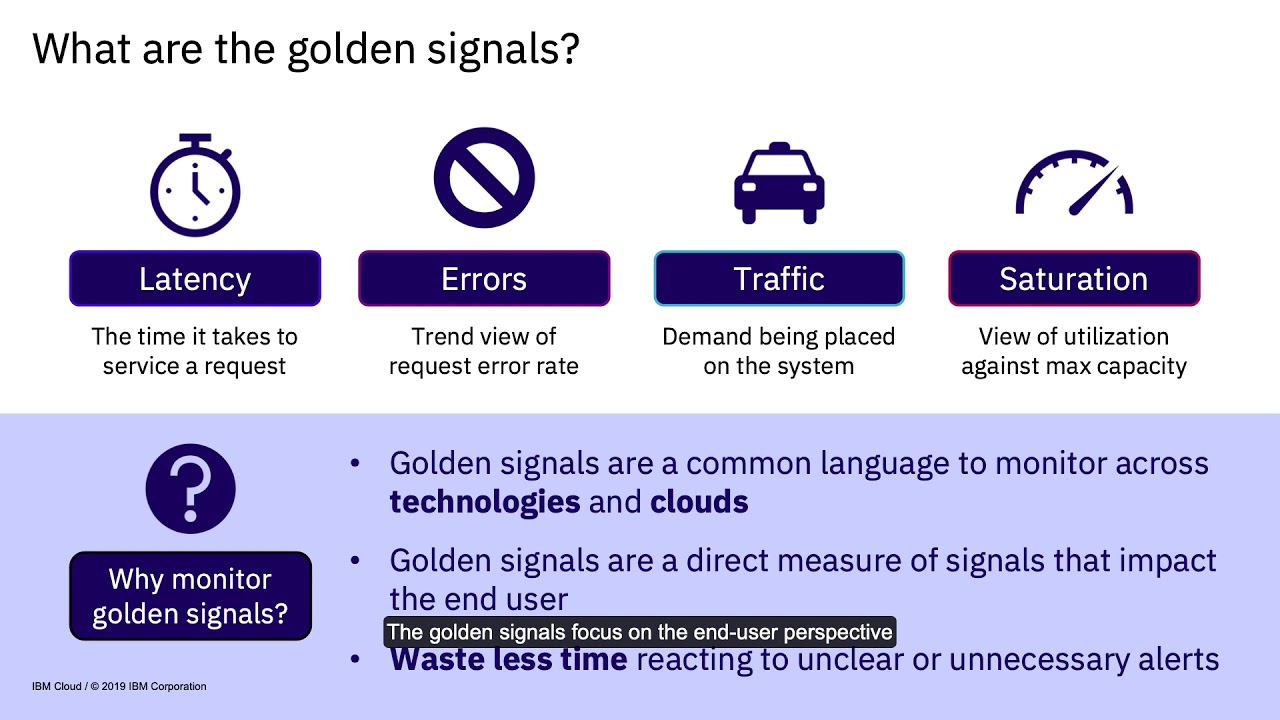 What are the golden signals?
Latency
Errors
Traffic
Saturation
The time it takes to
service a request
Trend view of
request error rate
Demand being placed
on the system
View of utilization
against max capacity
Why monitor
golden signals?
• Golden signals are a common language to monitor across
technologies and clouds
• Golden signals are a direct measure of signals that impact
the end user
The golden signals focus on the end-user perspective
• Waste less time reacting to unclear or unnecessary alerts
IBM Cloud / © 2019 IBM Corporation